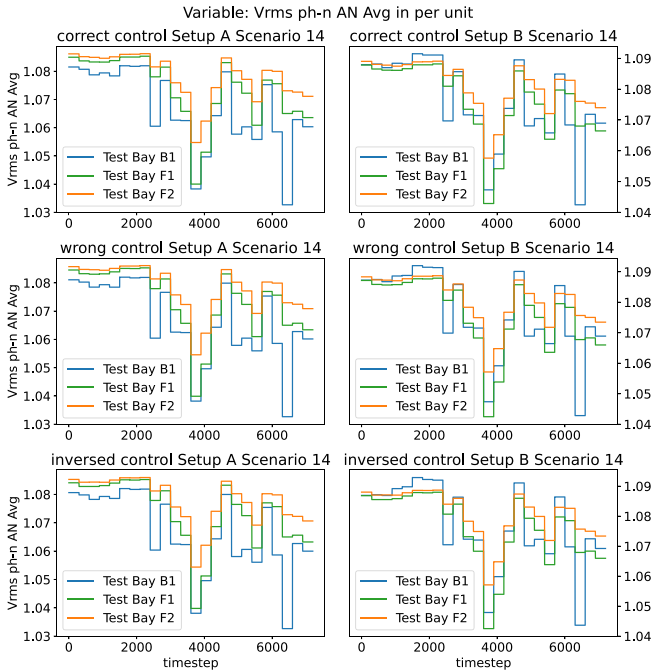 Variable: Vrms ph-n AN Avg in per unit
correct control Setup A Scenario 14
correct control Setup B Scenario 14
Vrms ph-n AN Avg
1.08
1.07
1.06
1.05
1.04
1.03
Test Bay B1
Test Bay F1
Test Bay F2
0
2000
4000
6000
Test Bay B1
Test Bay F1
Test Bay F2
0
2000
4000
6000
1.09
1.08
1.07
1.06
1.05
1.04
wrong control Setup A Scenario 14
wrong control Setup B Scenario 14
Vrms ph-n AN Avg
1.08
1.07
1.06
1.05
1.04
1.03
Test Bay B1
Test Bay F1
Test Bay F2
0
2000
4000
6000
Test Bay B1
Test Bay F1
Test Bay F2
0
2000
4000
6000
1.09
1.08
1.07
1.06
1.05
1.04
inversed control Setup A Scenario 14
inversed control Setup B Scenario 14
Vrms ph-n AN Avg
1.08
1.07
1.06
1.05
1.04
1.03
Test Bay B1
Test Bay F1
Test Bay F2
0
2000
4000
6000
timestep
Test Bay B1
Test Bay F1
Test Bay F2
0
2000
4000
6000
timestep
1.09
1.08
1.07
1.06
1.05
1.04